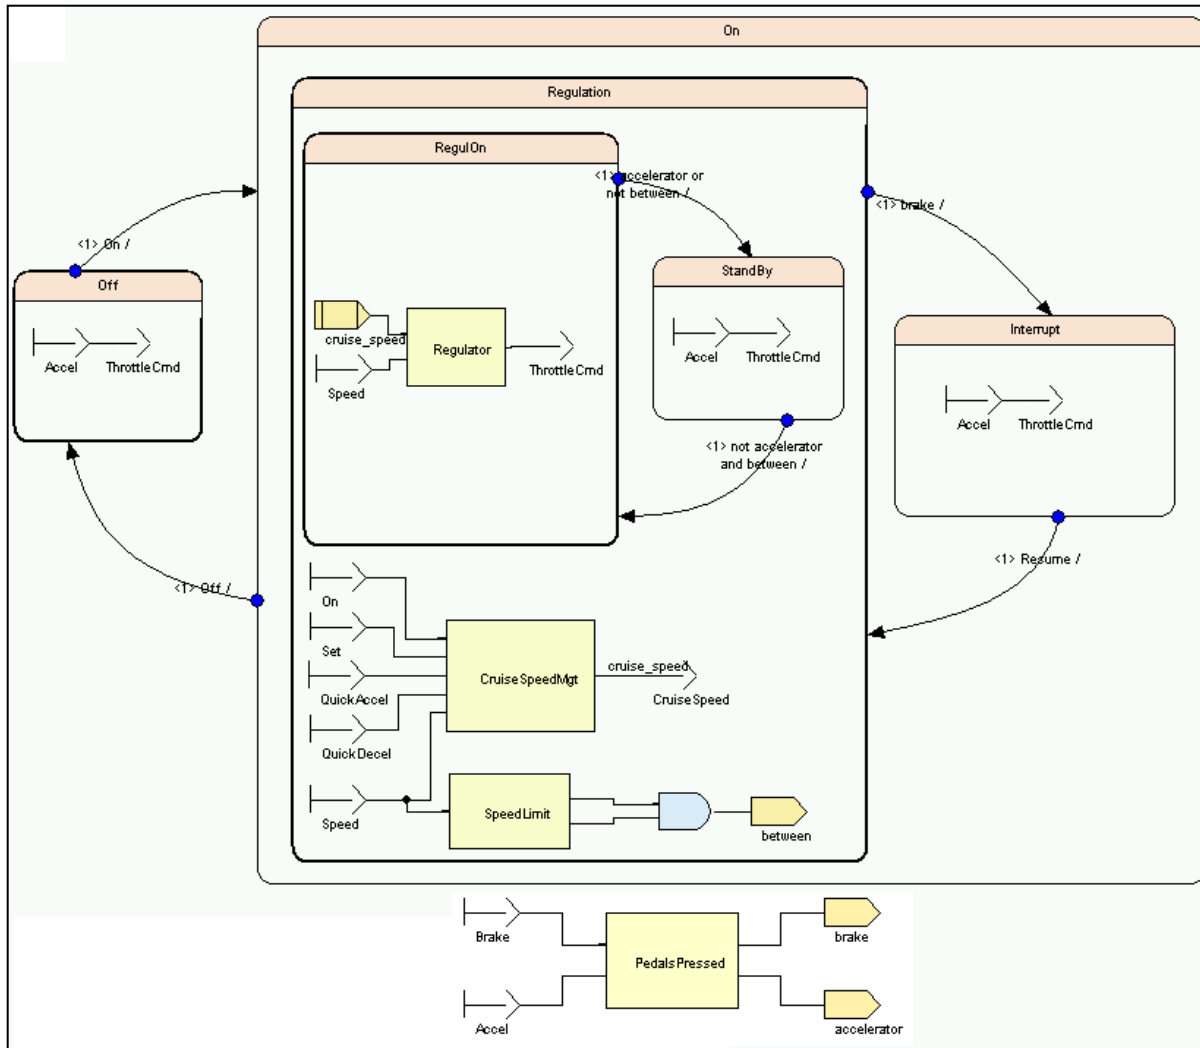 On
Regulation
RegulOn
<1> accelerator or
not between /
<1> brake /
<1> On /
Off
Accel
ThrottleCmd
cruise_speed
Regulator
Speed
ThrottleCmd
StandBy
Accel
ThrottleCmd
Interrupt
Accel
ThrottleCmd
<1> not accelerator
and between /
<1> Resume /
<1> Off /
On
Set
QuickAccel
QuickDecel
CruiseSpeedMgt
cruise_speed
CruiseSpeed
Speed
SpeedLimit
between
Brake
Accel
PedalsPressed
brake
accelerator